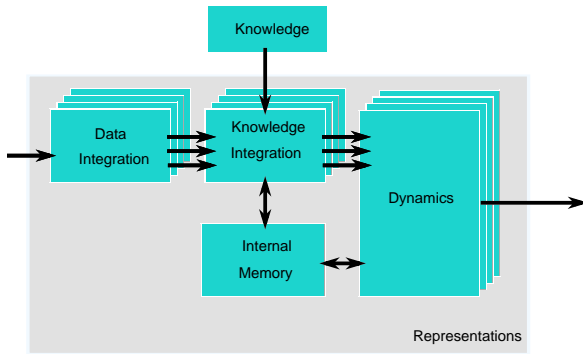 Knowledge
Data
Integration
Knowledge
Integration
Dynamics
Internal
Memory
Representations